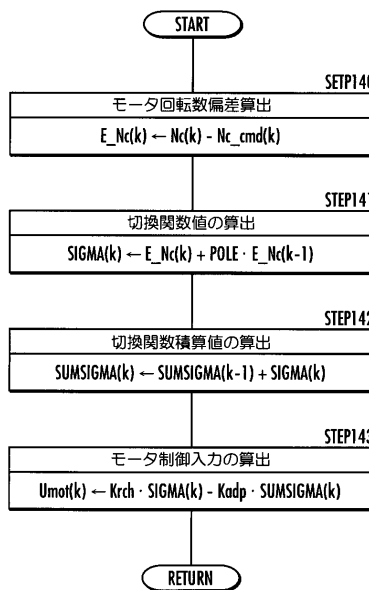 START
SETP140
モータ回転数偏差算出
E_Nc(k) ← Nc(k) - Nc_cmd(k)
STEP141
切換関数値の算出
SIGMA(k) ← E_Nc(k) + POLE · E_Nc(k-1)
STEP142
切換関数積算値の算出
SUMSIGMA(k) ← SUMSIGMA(k-1) + SIGMA(k)
STEP143
モータ制御入力の算出
Umot(k) ← Krch · SIGMA(k) - Kadp · SUMSIGMA(k)
RETURN